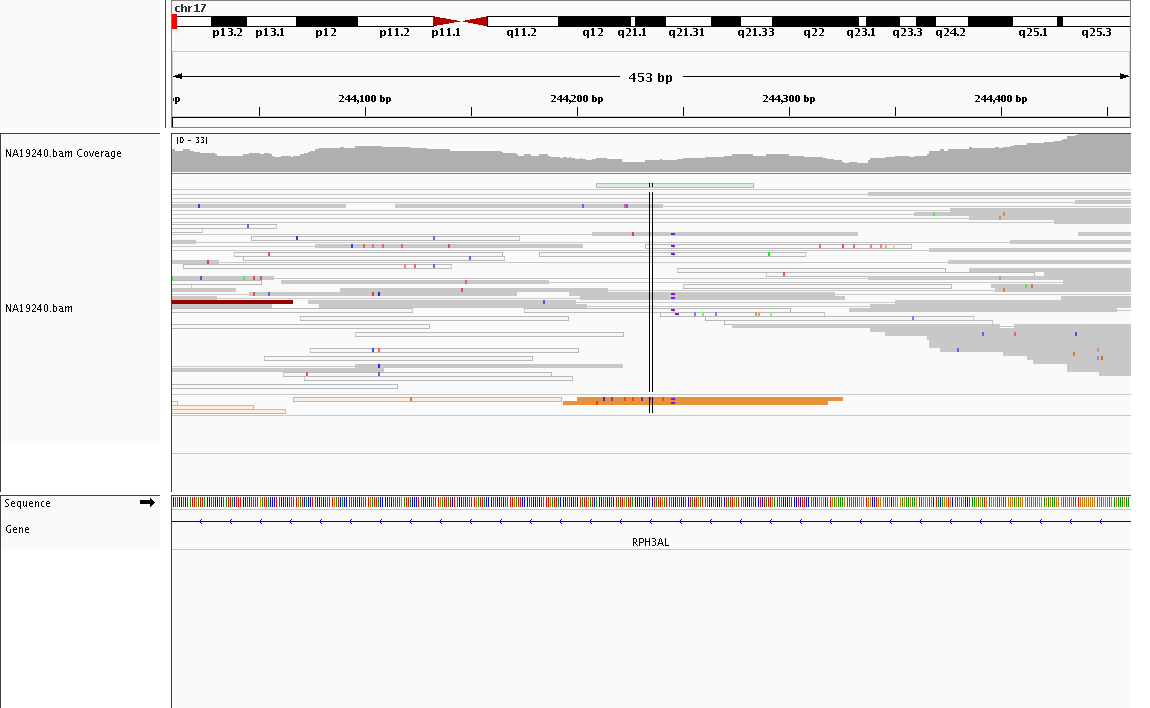 chr17
p13.2 p13.1 p12 p11.2 p11.1 q11.2 q12 q21.1 q21.31 q21.33 q22 q23.1 q23.3 q24.2 q25.1 q25.3
453 bp
p 244,100 bp 244,200 bp 244,300 bp 244,400 bp
[0 - 33]
NA19240.bam Coverage
NA19240.bam
Sequence
Gene
RPH3AL